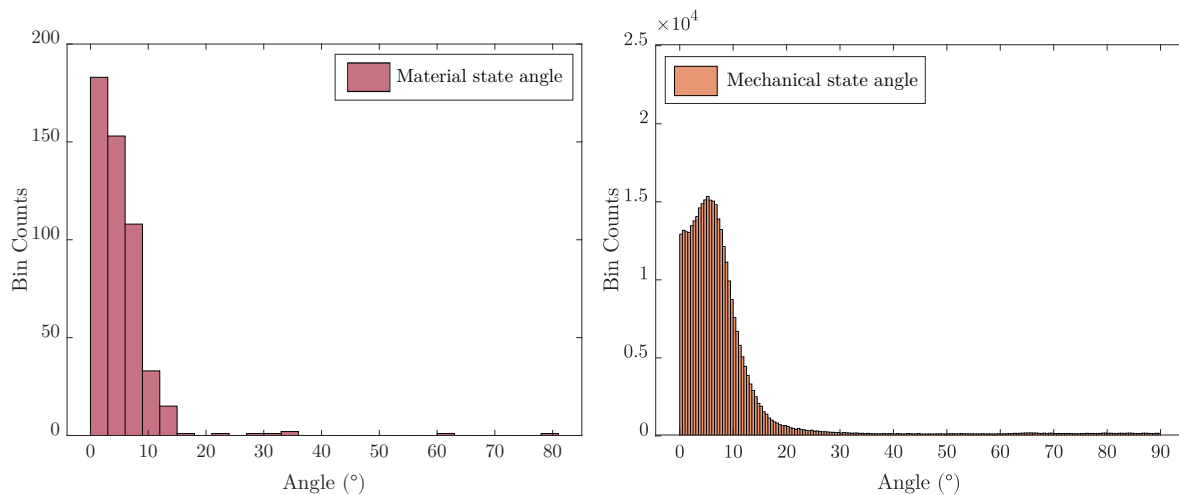 200
150
100
50
0
Bin Counts
0 10 20 30 40 50 60 70 80
Angle (°)
Material state angle
×10⁴
2.5
2
1.5
1
0.5
0
Bin Counts
0 10 20 30 40 50 60 70 80 90
Angle (°)
Mechanical state angle